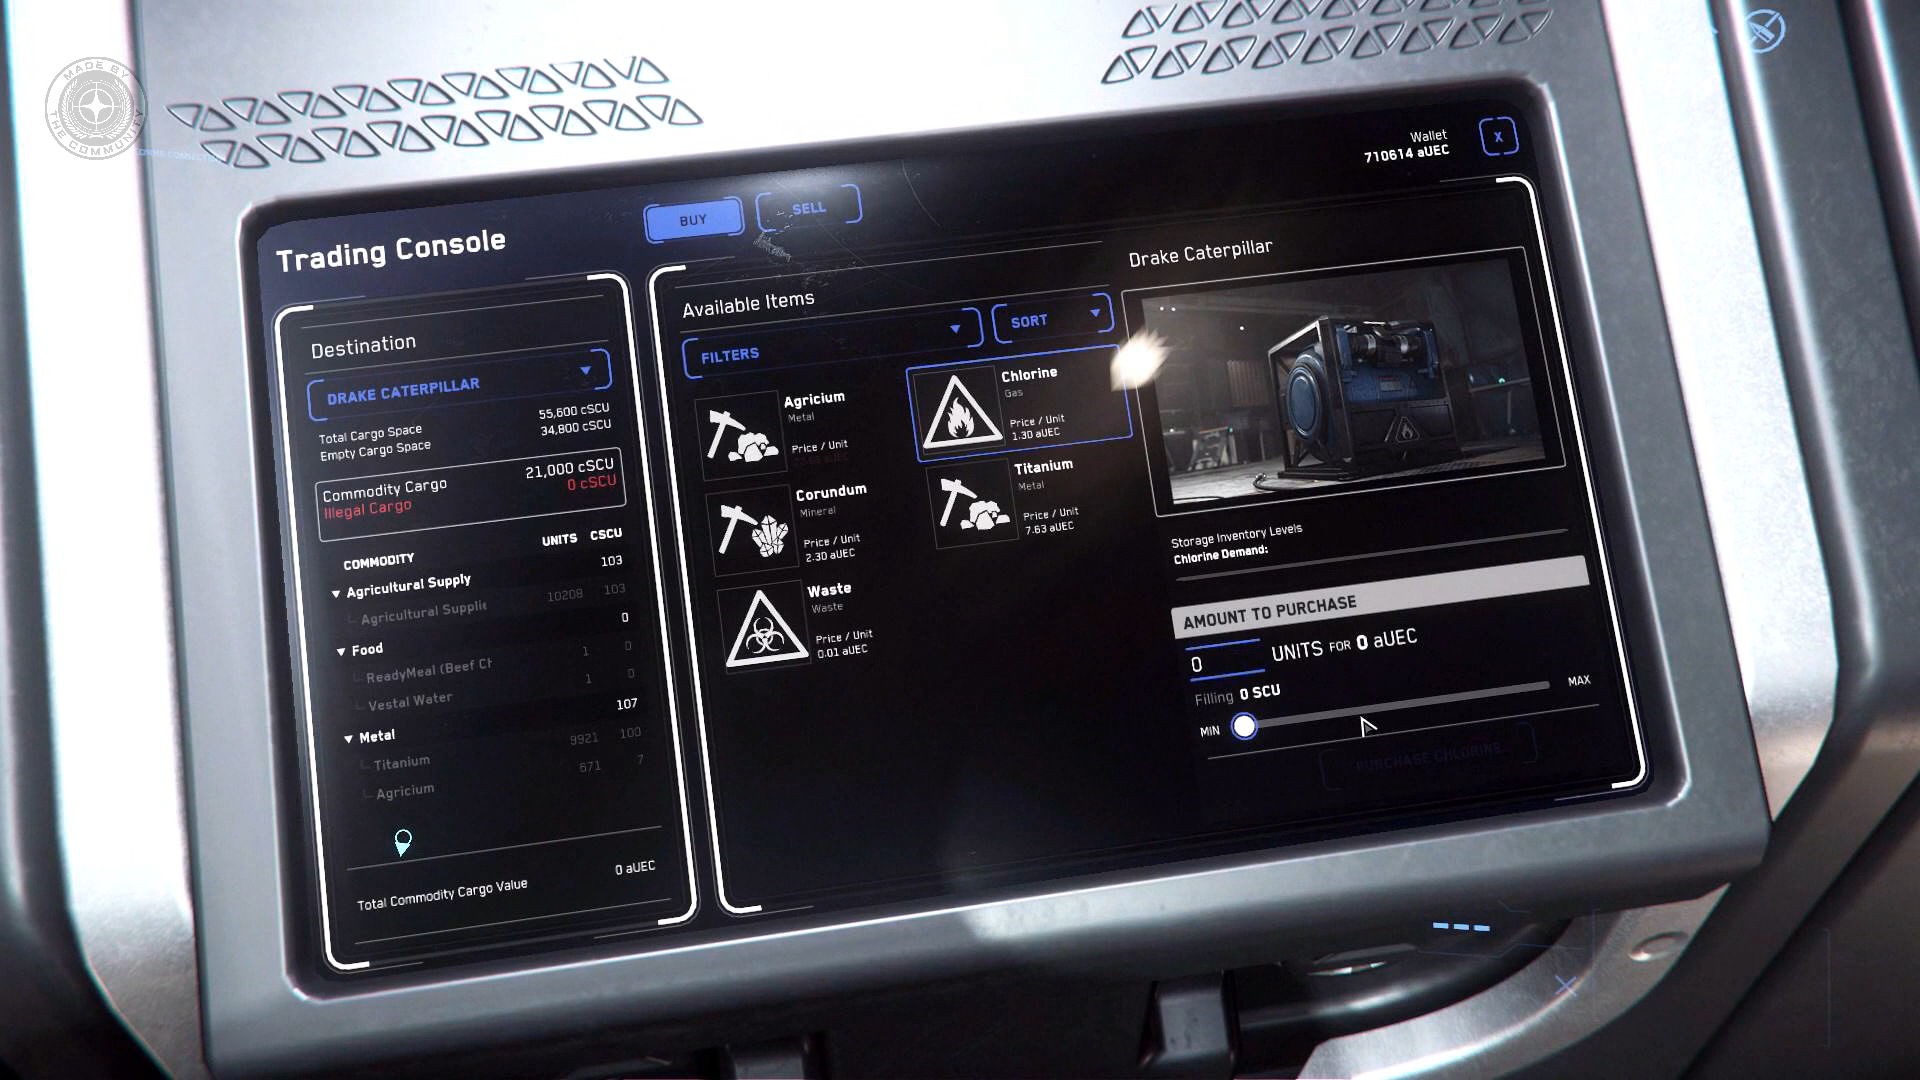 MADE BY
THE COMMUNITY
Wallet
710614 aUEC
X
Trading Console
BUY
SELL
Destination
DRAKE CATERPILLAR
Total Cargo Space 55,600 cSCU
Empty Cargo Space 34,800 cSCU
Commodity Cargo 21,000 cSCU
Illegal Cargo 0 cSCU
COMMODITY UNITS CSCU
Agricultural Supply 103
Agricultural Supplie 10208 103
Food 0
ReadyMeal (Beef Ch 1 0
Vestal Water 1 0
Metal 107
Titanium 9921 100
Agricium 671 7
Total Commodity Cargo Value 0 aUEC
Available Items
FILTERS
SORT
Agricium
Metal
Price / Unit
Chlorine
Gas
Price / Unit
1.30 aUEC
Corundum
Mineral
Price / Unit
2.30 aUEC
Titanium
Metal
Price / Unit
7.63 aUEC
Waste
Waste
Price / Unit
0.01 aUEC
Drake Caterpillar
Storage Inventory Levels
Chlorine Demand:
AMOUNT TO PURCHASE
0 UNITS FOR 0 aUEC
Filling 0 SCU
MIN
MAX
PURCHASE CHLORINE